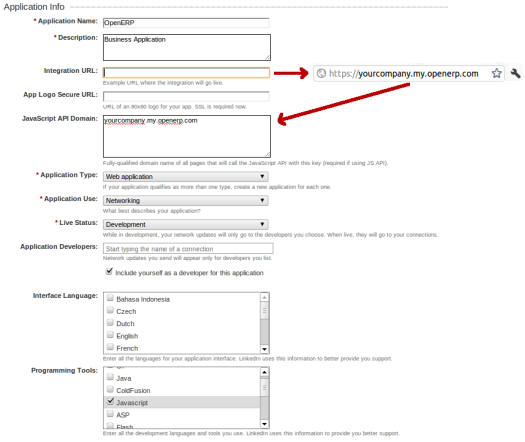 Application Info
* Application Name: OpenERP
* Description: Business Application
Integration URL:
https://yourcompany.my.openerp.com
Example URL where the integration will go live.
App Logo Secure URL:
URL of an 80x80 logo for your app. SSL is required now.
JavaScript API Domain: yourcompany.my.openerp.com
Fully-qualified domain name of all pages that will call the JavaScript API with this key (required if using JS API).
* Application Type: Web application
If your application qualifies as more than one type, create a new application for each one.
* Application Use: Networking
What best describes your application?
* Live Status: Development
While in development, your network updates will only go to the developers you choose. When live, they will go to your connections.
Application Developers: Start typing the name of a connection
Network updates you send will appear only for developers you list.
Include yourself as a developer for this application
Interface Language:
Bahasa Indonesia
Czech
Dutch
English
French
Enter all the languages for your application interface. LinkedIn uses this information to better provide you support.
Programming Tools:
Java
ColdFusion
Javascript
ASP
Flash
Enter all the development languages and tools you use. LinkedIn uses this information to provide you better support.